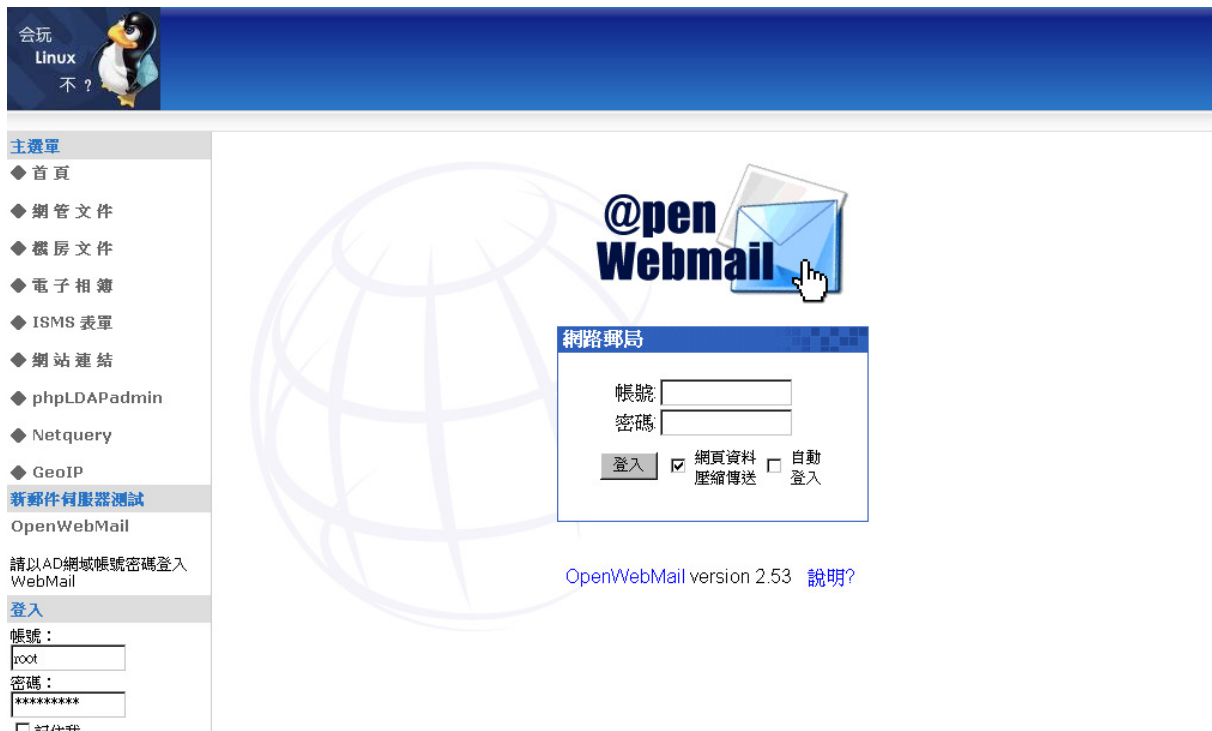 会玩
Linux
不？
主選單
◆ 首 頁
◆ 網 管 文 件
◆ 機 房 文 件
◆ 電 子 相 簿
◆ ISMS 表單
◆ 網 站 連 結
◆ phpLDAPadmin
◆ Netquery
◆ GeoIP
新郵件伺服器測試
OpenWebMail
請以AD網域帳號密碼登入
WebMail
登入
帳號：
root
密碼：
*********
記住我
@pen
Webmail
網路郵局
帳號:
密碼:
登入
網頁資料
壓縮傳送
自動
登入
OpenWebMail version 2.53 說明?